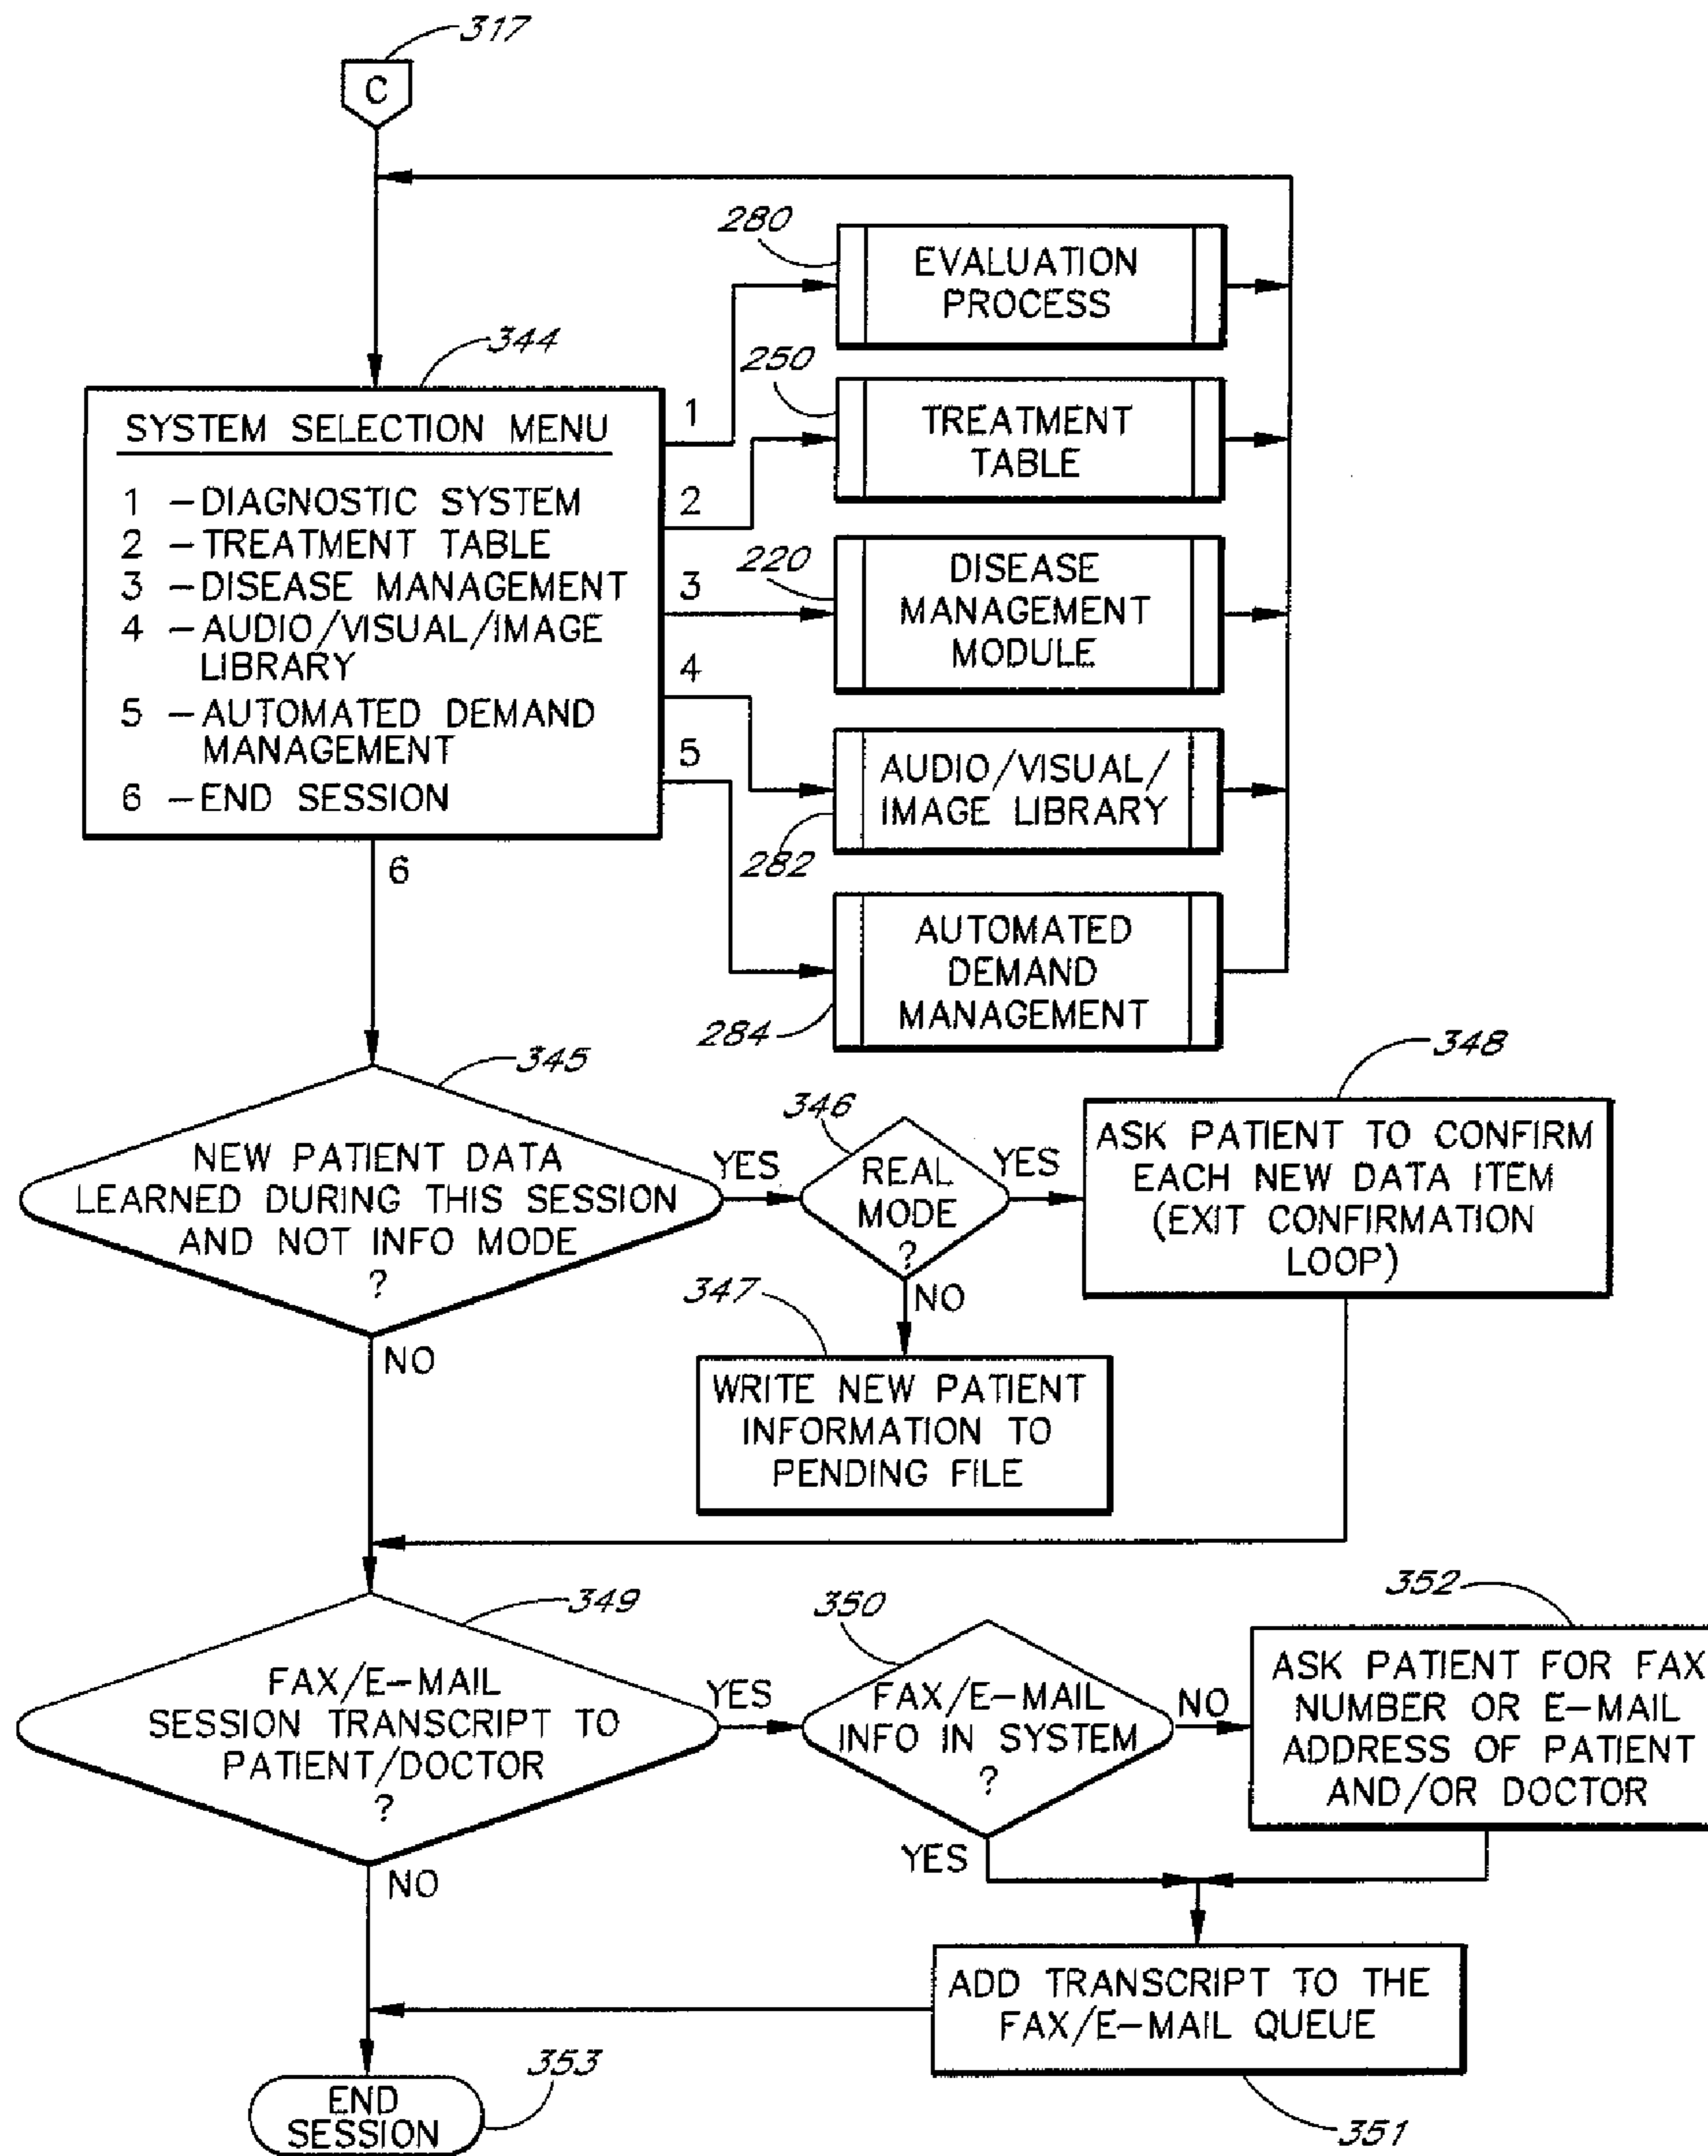 317
C
280
EVALUATION
PROCESS
344
SYSTEM SELECTION MENU
1 – DIAGNOSTIC SYSTEM
2 – TREATMENT TABLE
3 – DISEASE MANAGEMENT
4 – AUDIO/VISUAL/IMAGE
LIBRARY
5 – AUTOMATED DEMAND
MANAGEMENT
6 – END SESSION
1
2
3
4
5
6
250
TREATMENT
TABLE
220
DISEASE
MANAGEMENT
MODULE
AUDIO/VISUAL/
IMAGE LIBRARY
282
AUTOMATED
DEMAND
MANAGEMENT
284
345
NEW PATIENT DATA
LEARNED DURING THIS SESSION
AND NOT INFO MODE
?
YES
NO
346
REAL
MODE
?
YES
NO
348
ASK PATIENT TO CONFIRM
EACH NEW DATA ITEM
(EXIT CONFIRMATION
LOOP)
347
WRITE NEW PATIENT
INFORMATION TO
PENDING FILE
349
FAX/E–MAIL
SESSION TRANSCRIPT TO
PATIENT/DOCTOR
?
YES
NO
350
FAX/E–MAIL
INFO IN SYSTEM
?
NO
YES
352
ASK PATIENT FOR FAX
NUMBER OR E–MAIL
ADDRESS OF PATIENT
AND/OR DOCTOR
ADD TRANSCRIPT TO THE
FAX/E–MAIL QUEUE
351
353
END
SESSION